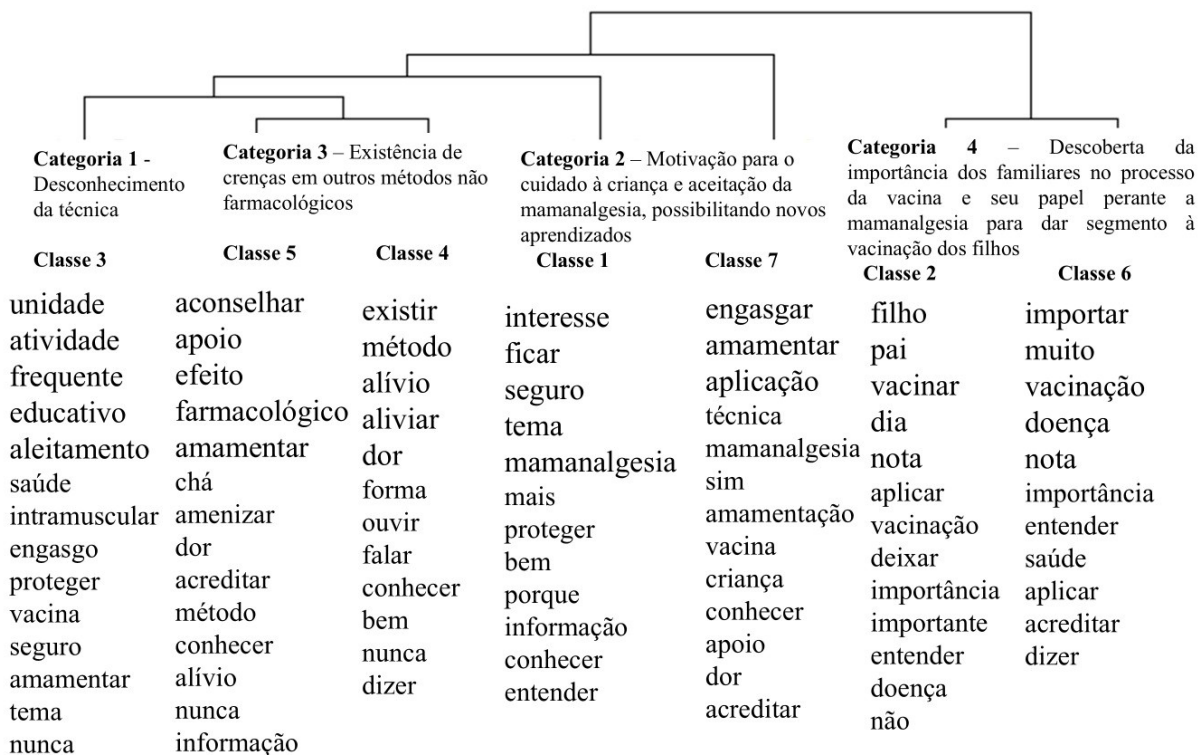 Categoria 1 -
Desconhecimento
da técnica
Categoria 3 – Existência de
crenças em outros métodos não
farmacológicos
Categoria 2 – Motivação para o
cuidado à criança e aceitação da
mamanalgesia, possibilitando novos
aprendizados
Categoria 4 – Descoberta da
importância dos familiares no processo
da vacina e seu papel perante a
mamanalgesia para dar segmento à
vacinação dos filhos
Classe 3
unidade
atividade
frequente
educativo
aleitamento
saúde
intramuscular
engasgo
proteger
vacina
seguro
amamentar
tema
nunca
Classe 5
aconselhar
apoio
efeito
farmacológico
amamentar
chá
amenizar
dor
acreditar
método
conhecer
alívio
nunca
informação
Classe 4
existir
método
alívio
aliviar
dor
forma
ouvir
falar
conhecer
bem
nunca
dizer
Classe 1
interesse
ficar
seguro
tema
mamanalgesia
mais
proteger
bem
porque
informação
conhecer
entender
Classe 7
engasgar
amamentar
aplicação
técnica
mamanalgesia
sim
amamentação
vacina
criança
conhecer
apoio
dor
acreditar
Classe 2
filho
pai
vacinar
dia
nota
aplicar
vacinação
deixar
importância
importante
entender
doença
não
Classe 6
importar
muito
vacinação
doença
nota
importância
entender
saúde
aplicar
acreditar
dizer